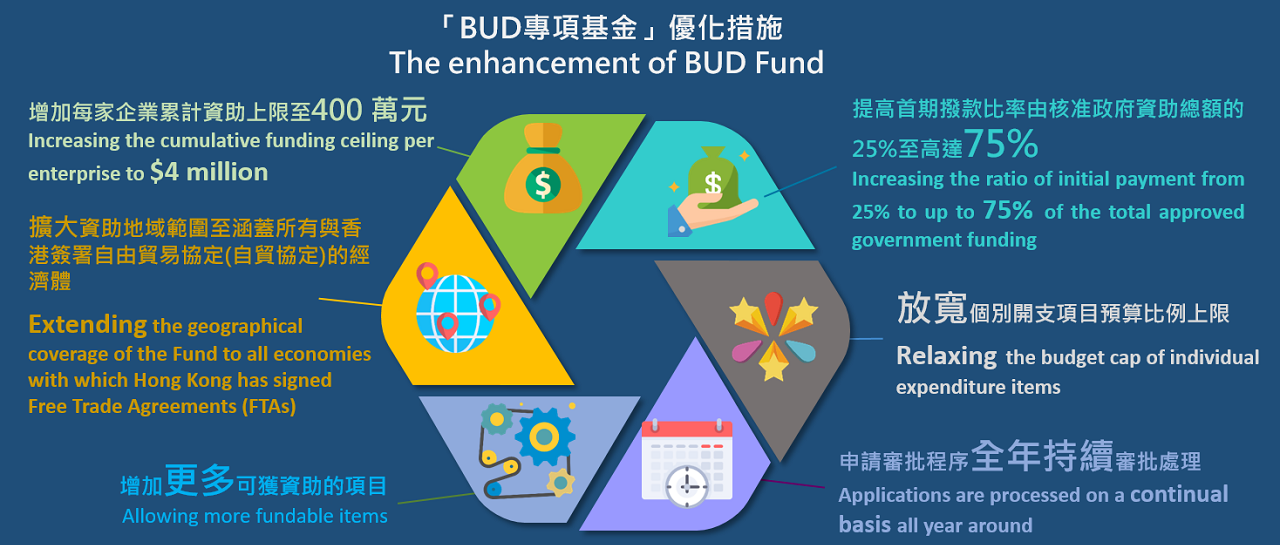 「BUD專項基金」優化措施
The enhancement of BUD Fund
增加每家企業累計資助上限至400 萬元
Increasing the cumulative funding ceiling per
enterprise to $4 million
擴大資助地域範圍至涵蓋所有與香
港簽署自由貿易協定(自貿協定)的經
濟體
Extending the geographical
coverage of the Fund to all economies
with which Hong Kong has signed
Free Trade Agreements (FTAs)
增加更多可獲資助的項目
Allowing more fundable items
提高首期撥款比率由核准政府資助總額的
25%至高達75%
Increasing the ratio of initial payment from
25% to up to 75% of the total approved
government funding
放寬個別開支項目預算比例上限
Relaxing the budget cap of individual
expenditure items
申請審批程序全年持續審批處理
Applications are processed on a continual
basis all year around
$
$